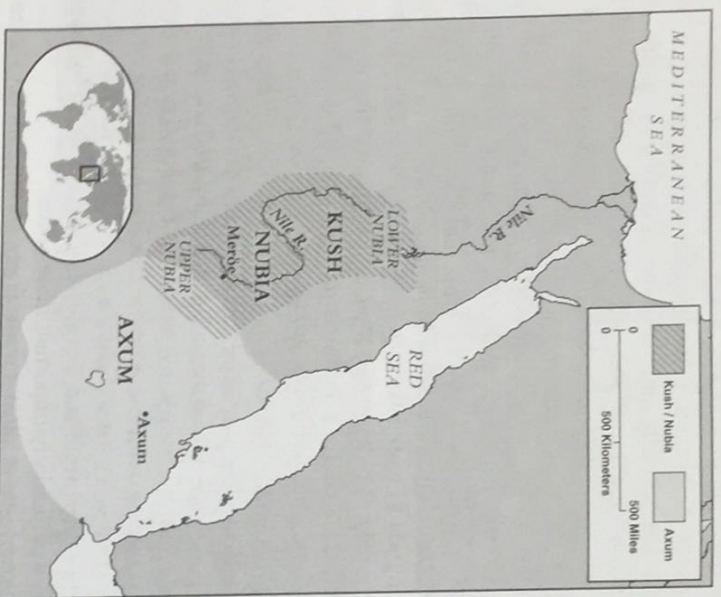 MEDITERRANEAN
SEA
Kush / Nubia
Axum
0
500 Miles
0
500 Kilometers
Nile R.
LOWER
NUBIA
KUSH
Nile R.
NUBIA
Meröe
UPPER
NUBIA
RED
SEA
AXUM
Axum